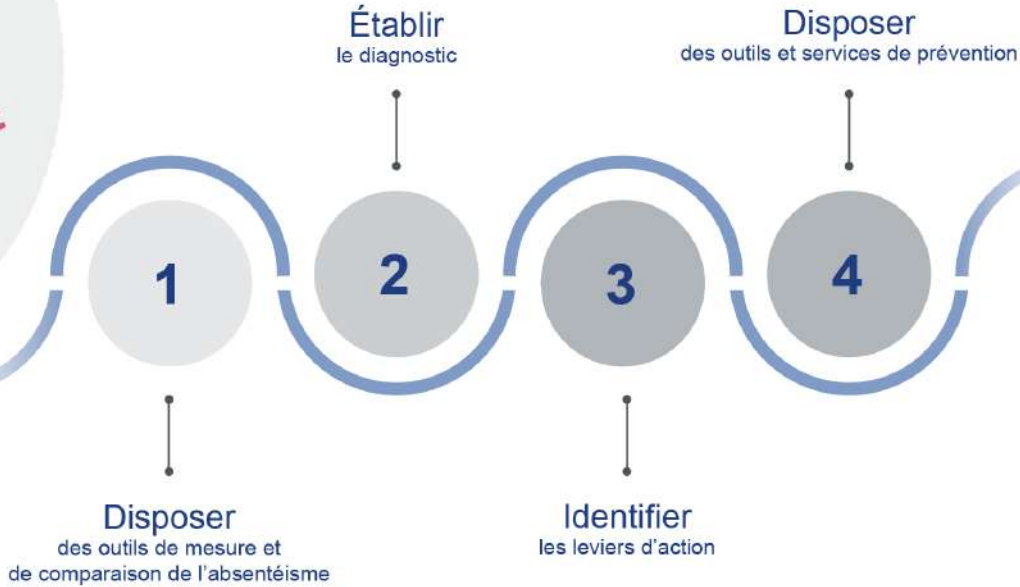 Établir
le diagnostic
Disposer
des outils et services de prévention
1
2
3
4
Disposer
des outils de mesure et
de comparaison de l'absentéisme
Identifier
les leviers d'action